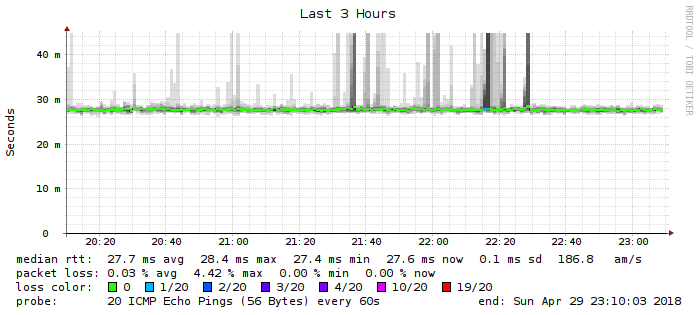 Last 3 Hours
RRDTOOL / TOBI OETIKER
Seconds
40 m
30 m
20 m
10 m
0
20:20 20:40 21:00 21:20 21:40 22:00 22:20 22:40 23:00
median rtt: 27.7 ms avg 28.4 ms max 27.4 ms min 27.6 ms now 0.1 ms sd 186.8 am/s
packet loss: 0.03 % avg 4.42 % max 0.00 % min 0.00 % now
loss color: 0 1/20 2/20 3/20 4/20 10/20 19/20
probe: 20 ICMP Echo Pings (56 Bytes) every 60s end: Sun Apr 29 23:10:03 2018